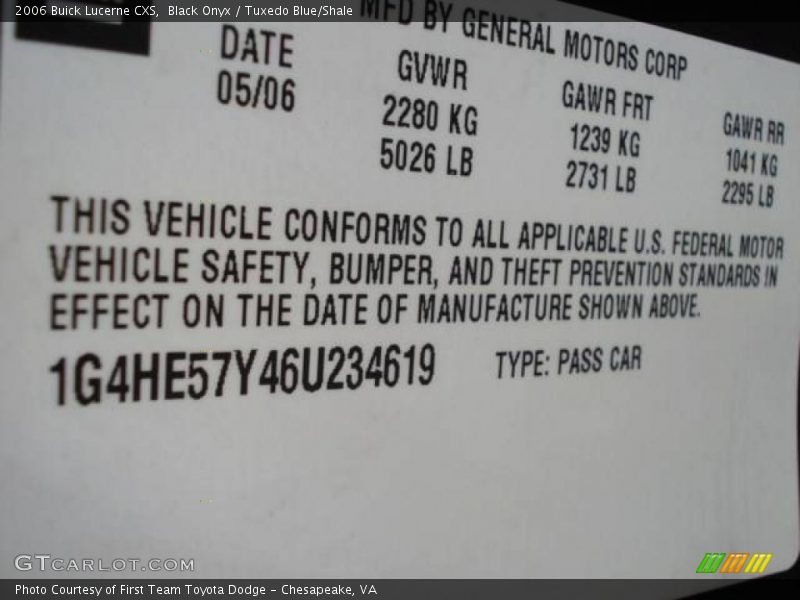 2006 Buick Lucerne CXS, Black Onyx / Tuxedo Blue/Shale
MFD BY GENERAL MOTORS CORP
DATE GVWR GAWR FRT GAWR RR
05/06 2280 KG 1239 KG 1041 KG
5026 LB 2731 LB 2295 LB
THIS VEHICLE CONFORMS TO ALL APPLICABLE U.S. FEDERAL MOTOR
VEHICLE SAFETY, BUMPER, AND THEFT PREVENTION STANDARDS IN
EFFECT ON THE DATE OF MANUFACTURE SHOWN ABOVE.
1G4HE57Y46U234619 TYPE: PASS CAR
GTCARLOT.COM
Photo Courtesy of First Team Toyota Dodge - Chesapeake, VA